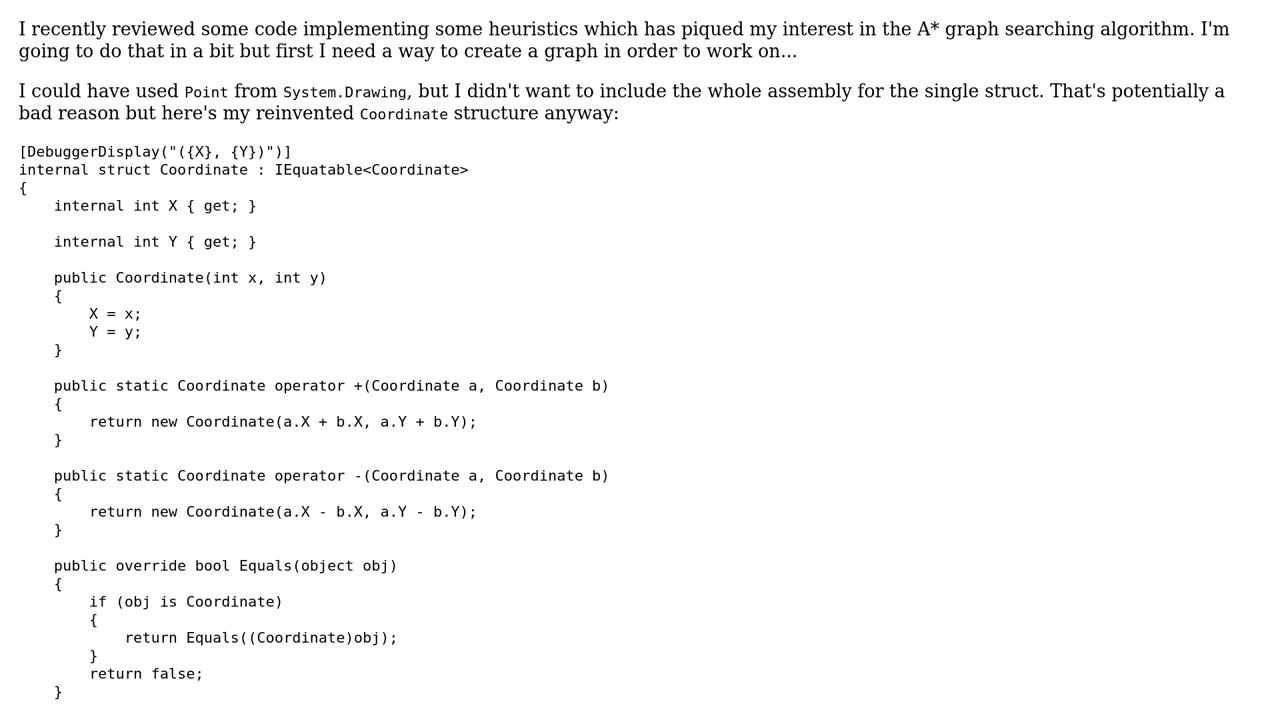 I recently reviewed some code implementing some heuristics which has piqued my interest in the A* graph searching algorithm. I'm
going to do that in a bit but first I need a way to create a graph in order to work on...
I could have used Point from System.Drawing, but I didn't want to include the whole assembly for the single struct. That's potentially a
bad reason but here's my reinvented Coordinate structure anyway:
[DebuggerDisplay("({X}, {Y})")]
internal struct Coordinate : IEquatable<Coordinate>
{
    internal int X { get; }
    internal int Y { get; }
    public Coordinate(int x, int y)
    {
        X = x;
        Y = y;
    }
    public static Coordinate operator +(Coordinate a, Coordinate b)
    {
        return new Coordinate(a.X + b.X, a.Y + b.Y);
    }
    public static Coordinate operator -(Coordinate a, Coordinate b)
    {
        return new Coordinate(a.X - b.X, a.Y - b.Y);
    }
    public override bool Equals(object obj)
    {
        if (obj is Coordinate)
        {
            return Equals((Coordinate)obj);
        }
        return false;
    }